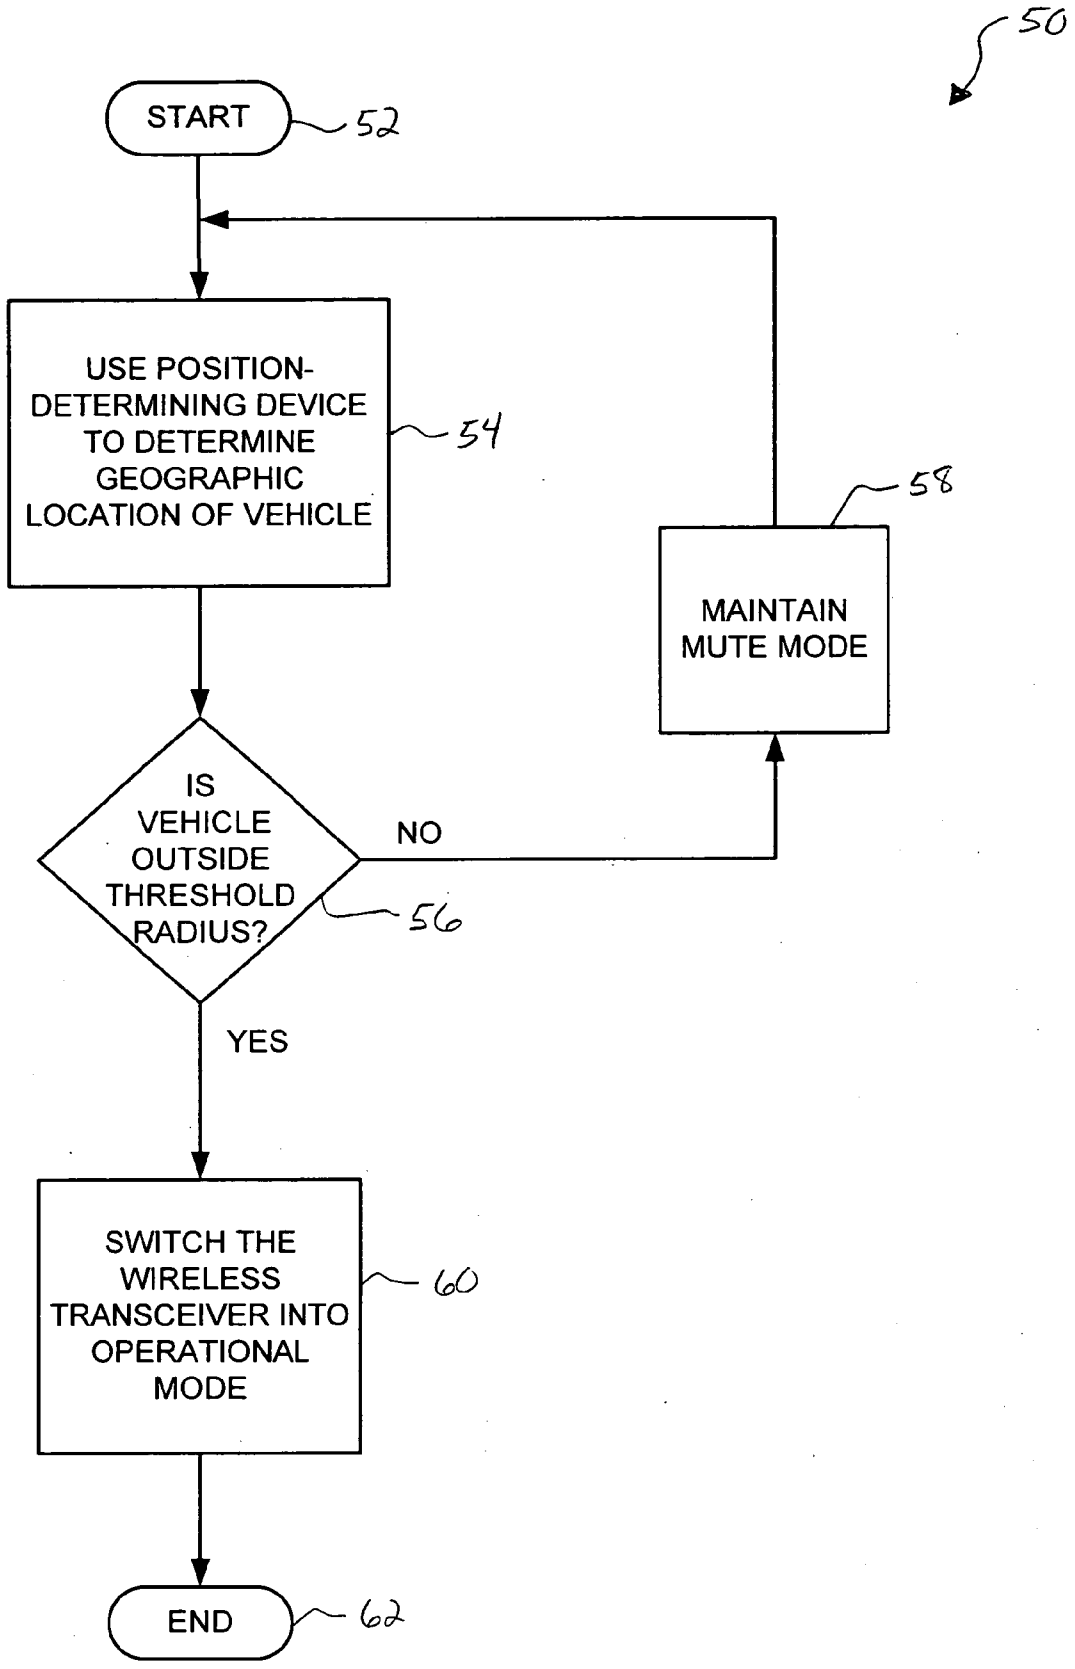 50
START
52
USE POSITION-
DETERMINING DEVICE
TO DETERMINE
GEOGRAPHIC
LOCATION OF VEHICLE
54
58
MAINTAIN
MUTE MODE
IS
VEHICLE
OUTSIDE
THRESHOLD
RADIUS?
NO
56
YES
SWITCH THE
WIRELESS
TRANSCEIVER INTO
OPERATIONAL
MODE
60
END
62